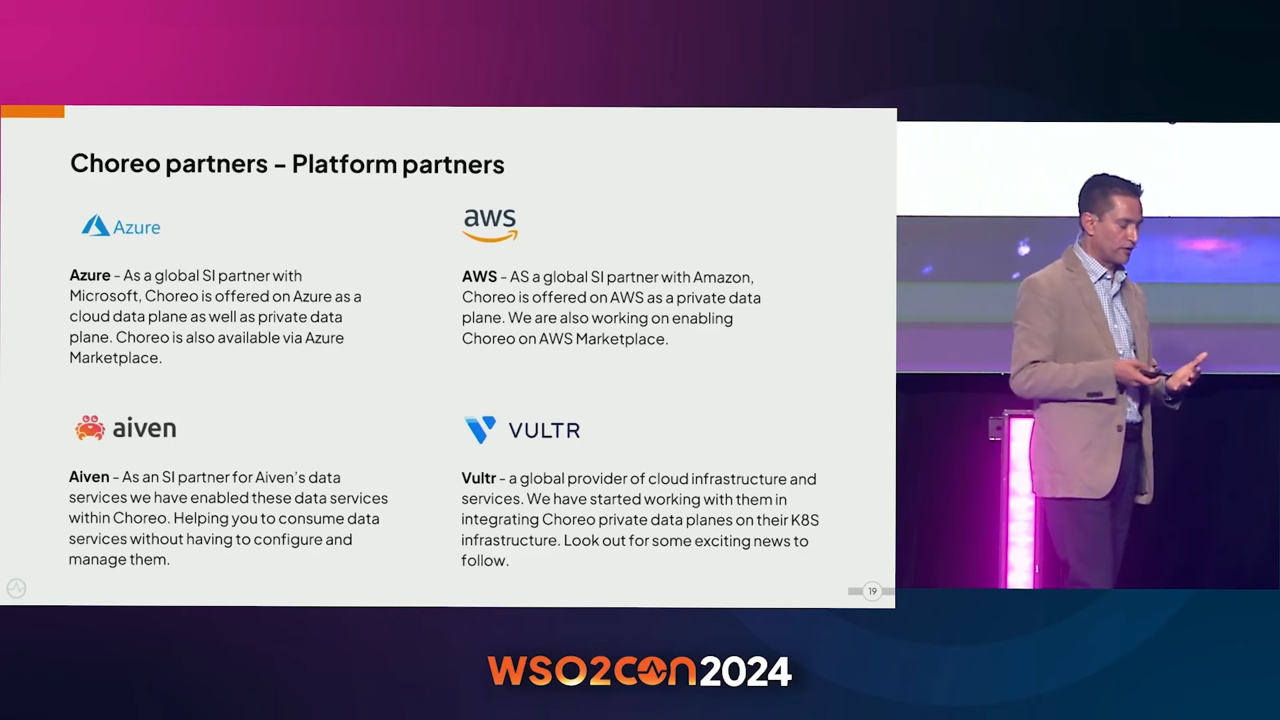 Choreo partners – Platform partners
Azure
Azure - As a global SI partner with
Microsoft, Choreo is offered on Azure as a
cloud data plane as well as private data
plane. Choreo is also available via Azure
Marketplace.
aws
AWS - AS a global SI partner with Amazon,
Choreo is offered on AWS as a private data
plane. We are also working on enabling
Choreo on AWS Marketplace.
aiven
Aiven - As an SI partner for Aiven's data
services we have enabled these data services
within Choreo. Helping you to consume data
services without having to configure and
manage them.
VULTR
Vultr - a global provider of cloud infrastructure and
services. We have started working with them in
integrating Choreo private data planes on their K8S
infrastructure. Look out for some exciting news to
follow.
19
WSO2CON2024